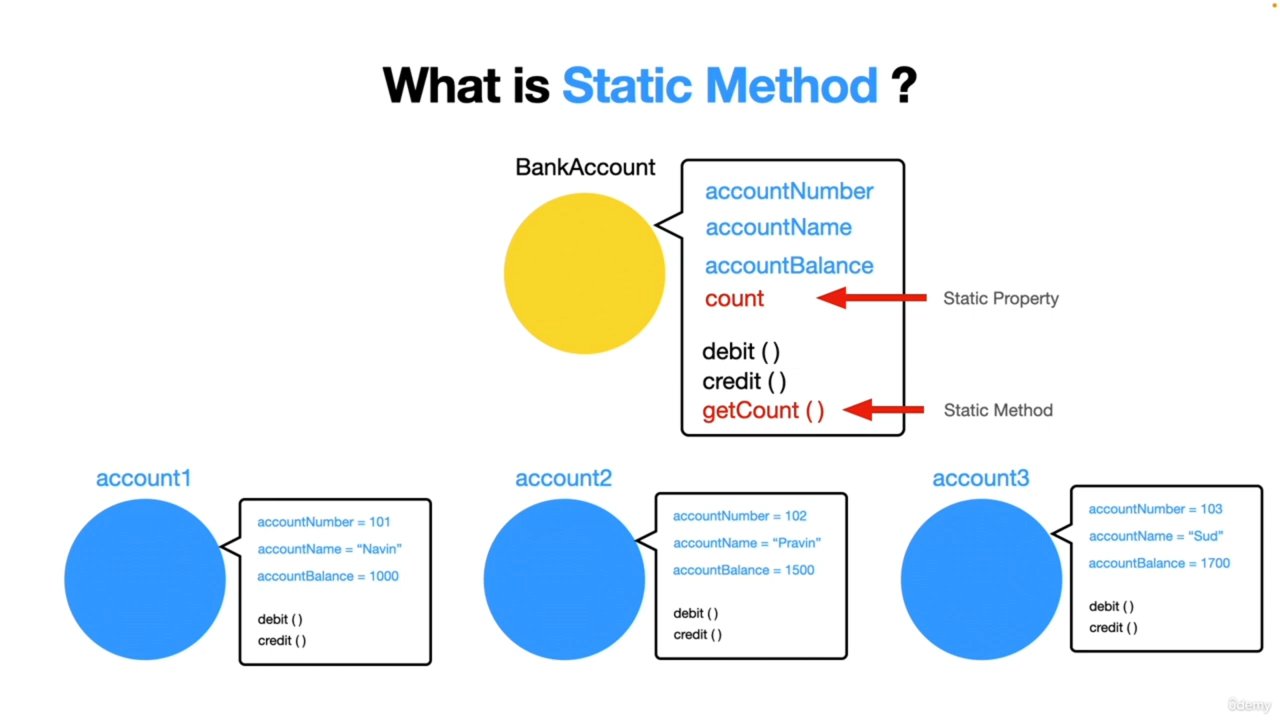 What is Static Method ?
BankAccount
accountNumber
accountName
accountBalance
count
Static Property
debit ( )
credit ( )
getCount ( )
Static Method
account1
accountNumber = 101
accountName = “Navin”
accountBalance = 1000
debit ( )
credit ( )
account2
accountNumber = 102
accountName = “Pravin”
accountBalance = 1500
debit ( )
credit ( )
account3
accountNumber = 103
accountName = “Sud”
accountBalance = 1700
debit ( )
credit ( )
ûdemy